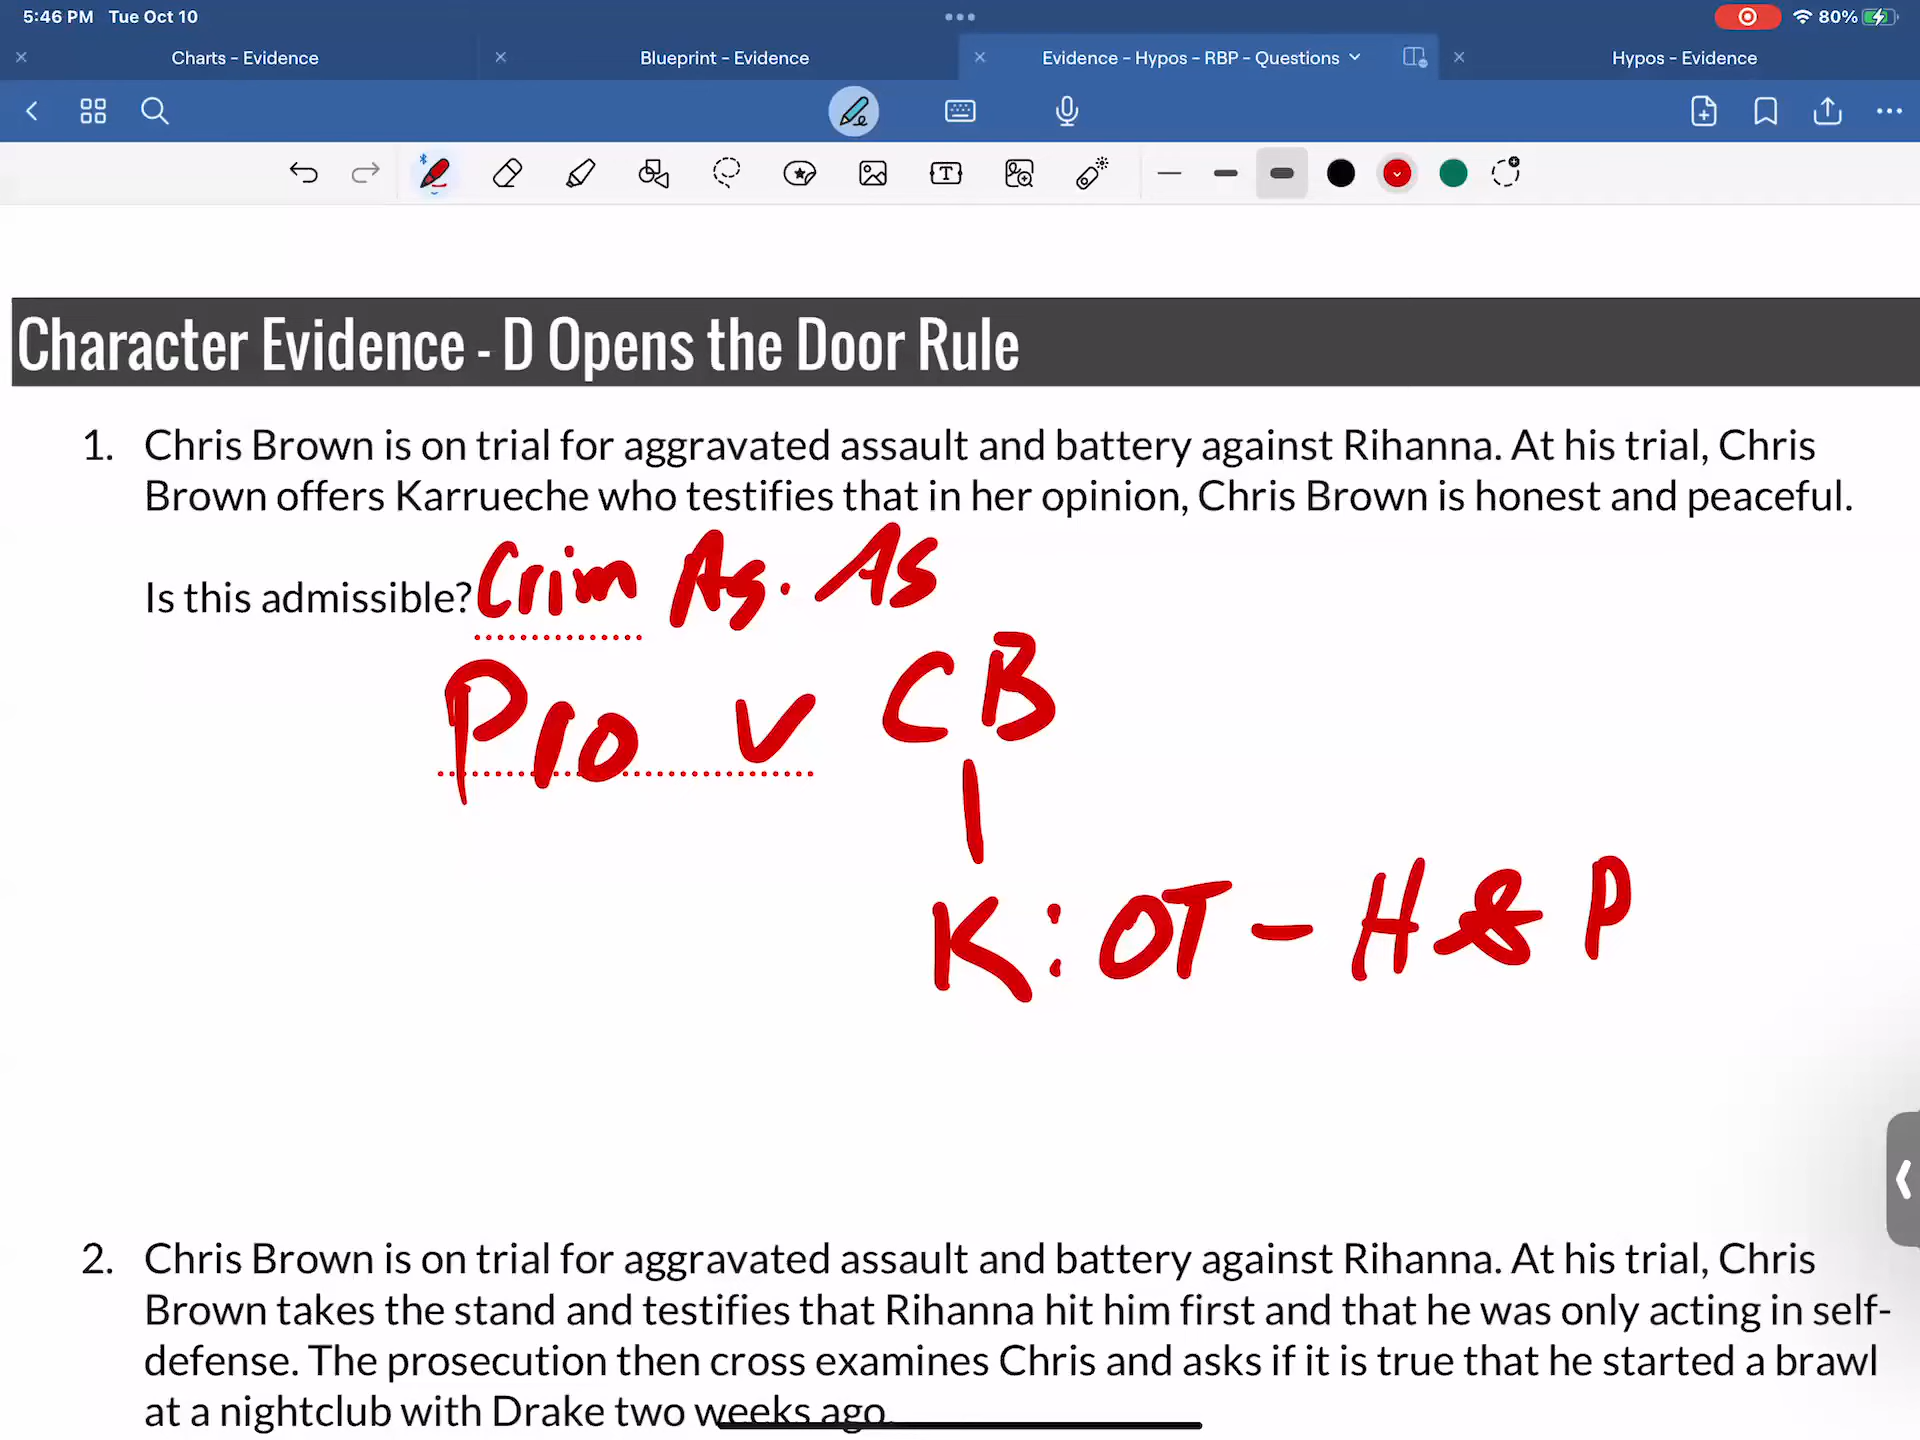 5:46 PM Tue Oct 10
80%
Charts - Evidence
Blueprint - Evidence
Evidence - Hypos - RBP - Questions
Hypos - Evidence
Character Evidence - D Opens the Door Rule
1. Chris Brown is on trial for aggravated assault and battery against Rihanna. At his trial, Chris
Brown offers Karrueche who testifies that in her opinion, Chris Brown is honest and peaceful.
Is this admissible? Crim Ag. As
Pro v CB
K: OT - H & P
2. Chris Brown is on trial for aggravated assault and battery against Rihanna. At his trial, Chris
Brown takes the stand and testifies that Rihanna hit him first and that he was only acting in self-
defense. The prosecution then cross examines Chris and asks if it is true that he started a brawl
at a nightclub with Drake two weeks ago.